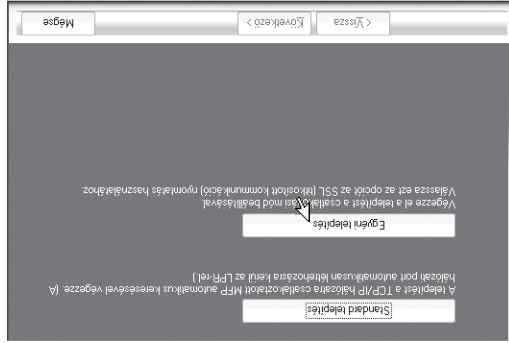 Standard telepítés
A telepítést a TCP/IP hálózatra csatlakoztatott MFP automatikus keresésével végezze. (A
hálózati port automatikusan létrehozásra kerül az LPR-rel.)
Egyéni telepítés
Végezze el a telepítést a csatlakozási mód beállításával.
Válassza ezt az opciót az SSL (titkosított kommunikáció) nyomtatás használatához.
< Vissza
Következő >
Mégse